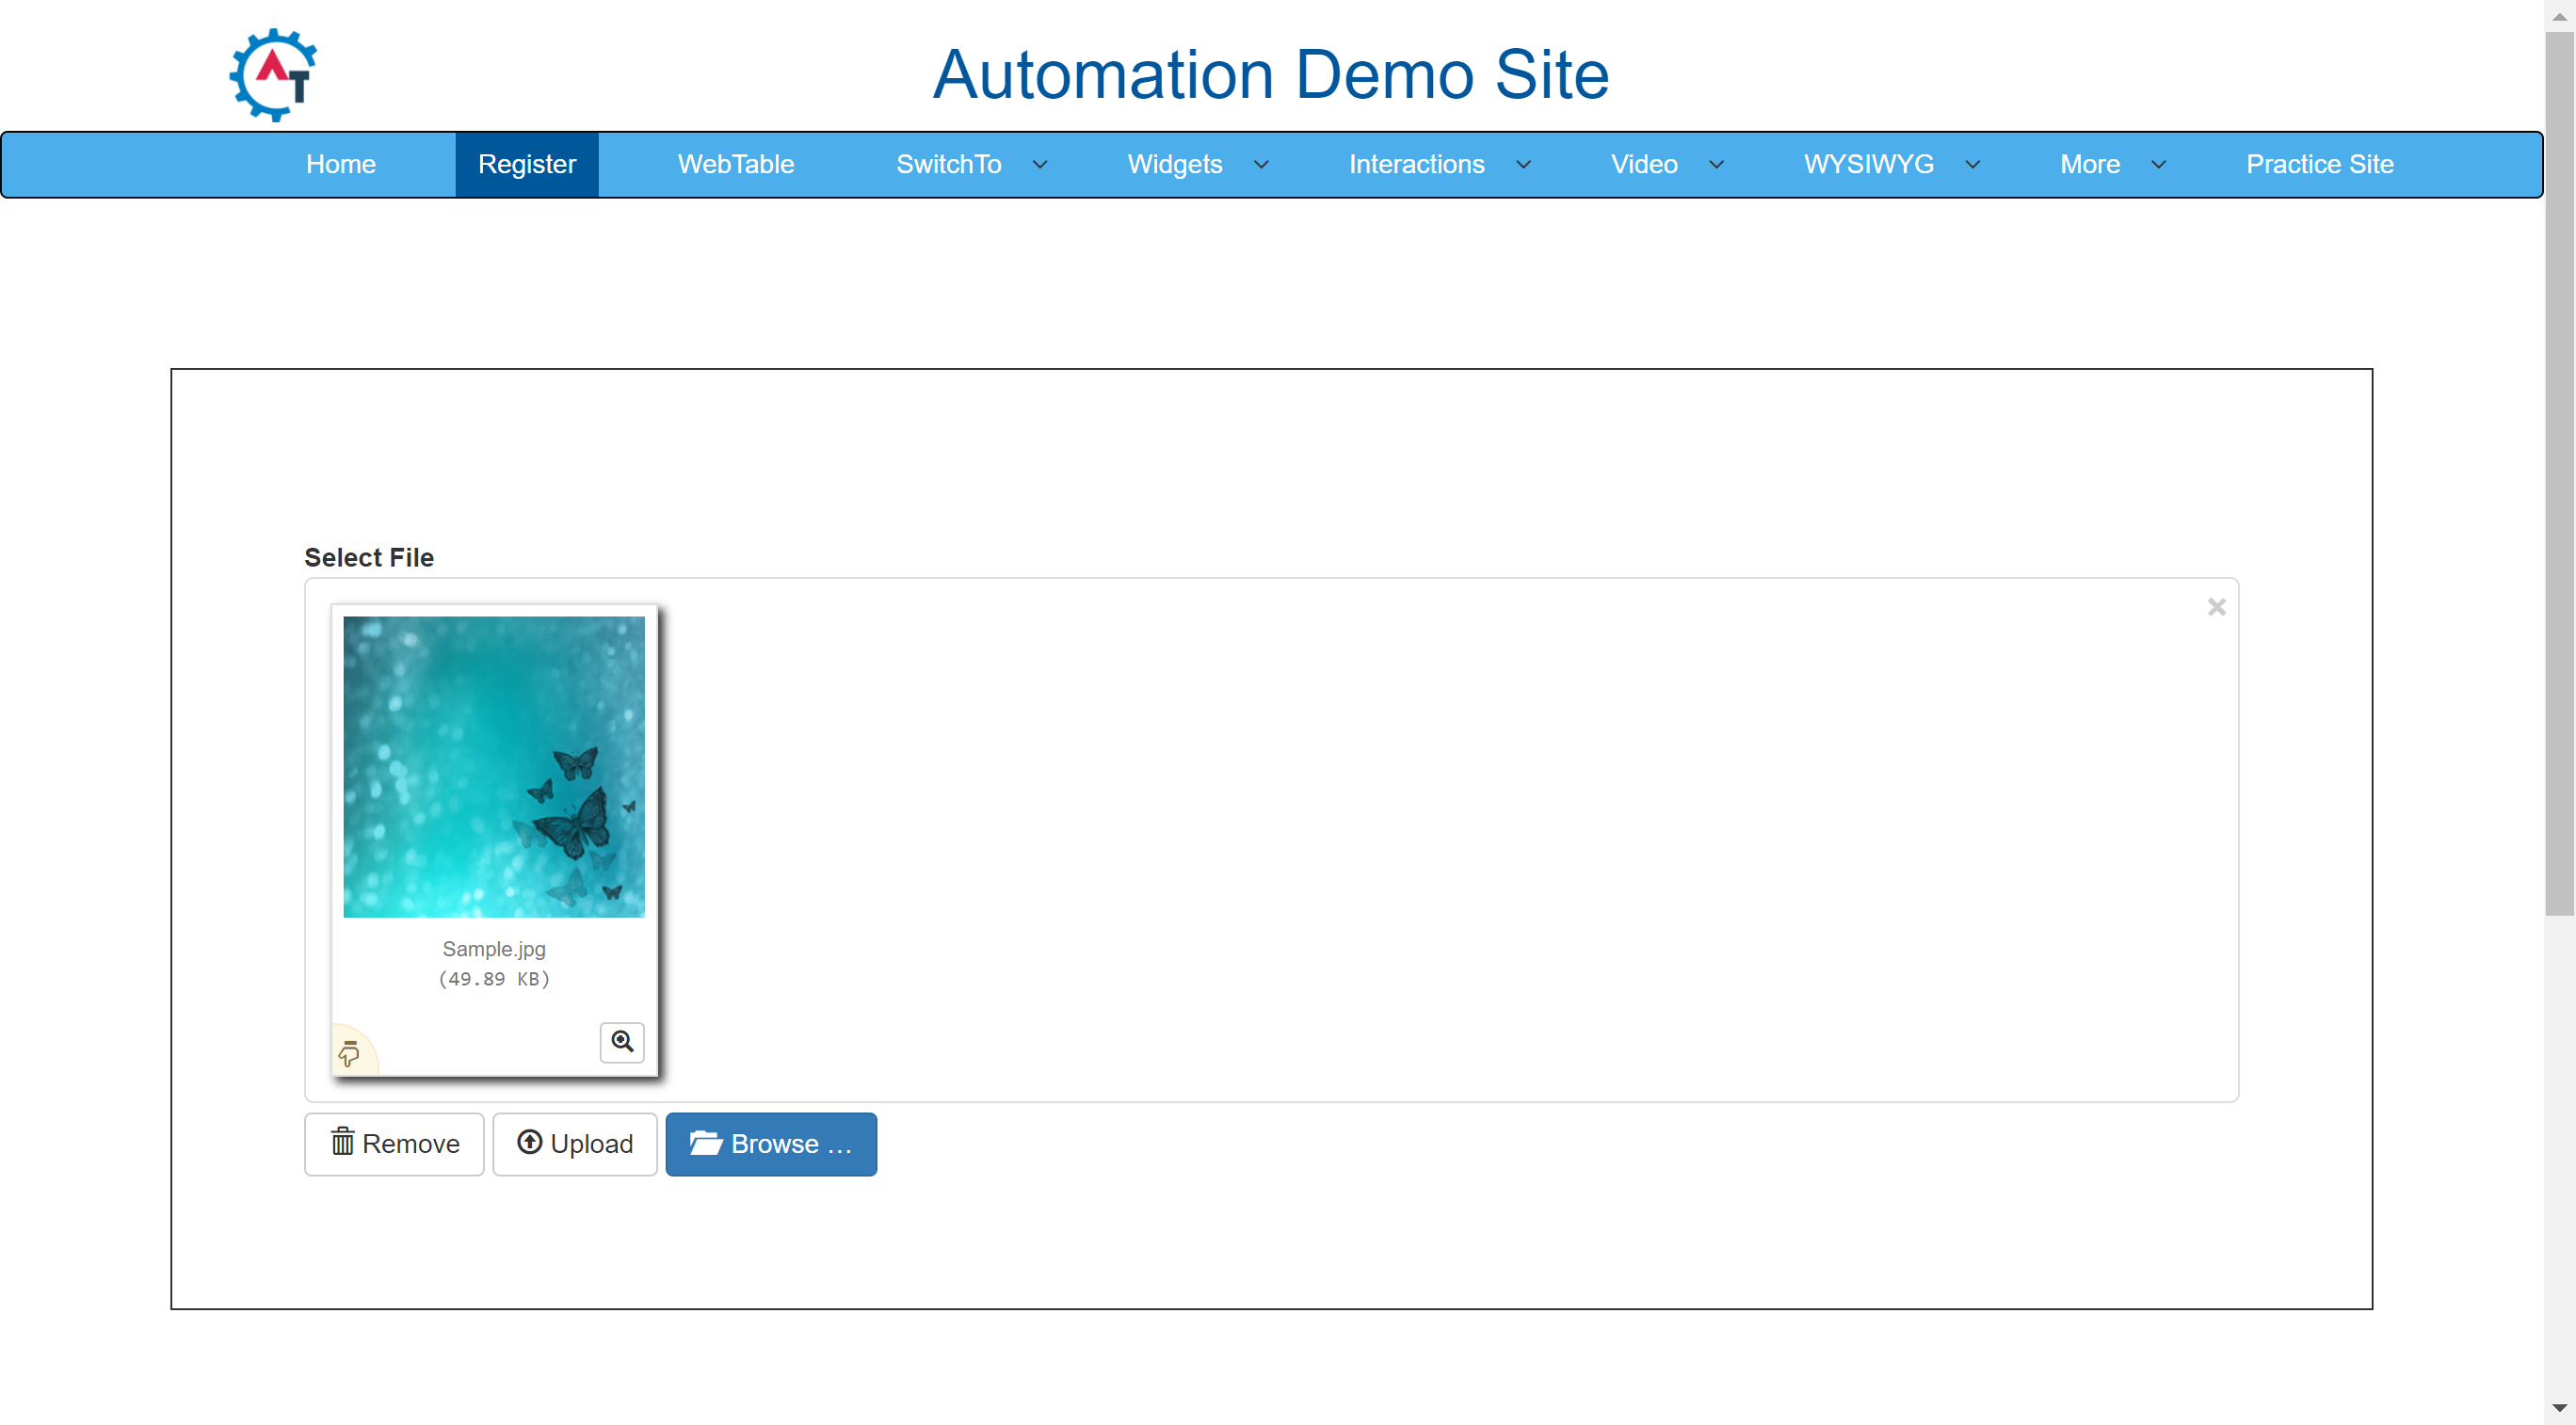 AT
Automation Demo Site
Home Register WebTable SwitchTo Widgets Interactions Video WYSIWYG More Practice Site
Select File
Sample.jpg
(49.89 KB)
Remove Upload Browse …